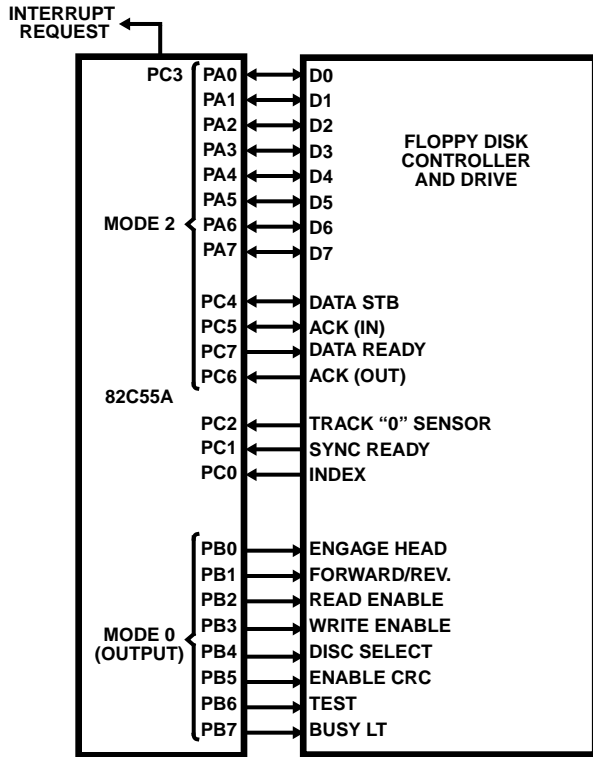 INTERRUPT
REQUEST
PC3 PA0 D0
PA1 D1
PA2 D2
PA3 D3
PA4 D4
PA5 D5
MODE 2 PA6 D6
PA7 D7
FLOPPY DISK
CONTROLLER
AND DRIVE
PC4 DATA STB
PC5 ACK (IN)
PC7 DATA READY
PC6 ACK (OUT)
82C55A
PC2 TRACK “0” SENSOR
PC1 SYNC READY
PC0 INDEX
PB0 ENGAGE HEAD
PB1 FORWARD/REV.
PB2 READ ENABLE
PB3 WRITE ENABLE
MODE 0
(OUTPUT)
PB4 DISC SELECT
PB5 ENABLE CRC
PB6 TEST
PB7 BUSY LT